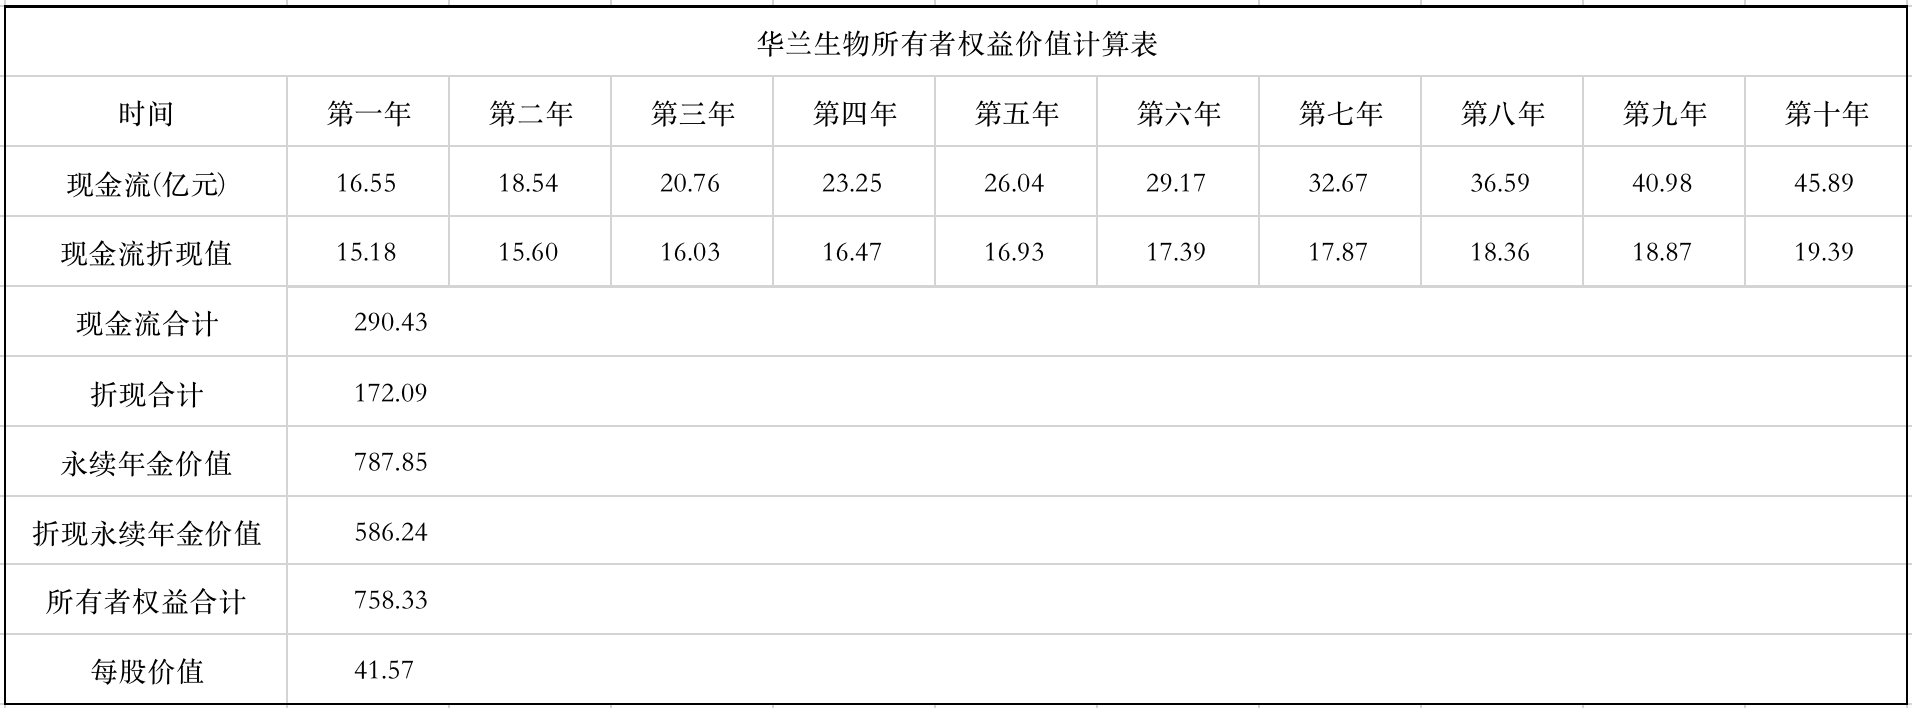 华兰生物所有者权益价值计算表
时间 第一年 第二年 第三年 第四年 第五年 第六年 第七年 第八年 第九年 第十年
现金流(亿元) 16.55 18.54 20.76 23.25 26.04 29.17 32.67 36.59 40.98 45.89
现金流折现值 15.18 15.60 16.03 16.47 16.93 17.39 17.87 18.36 18.87 19.39
现金流合计 290.43
折现合计 172.09
永续年金价值 787.85
折现永续年金价值 586.24
所有者权益合计 758.33
每股价值 41.57